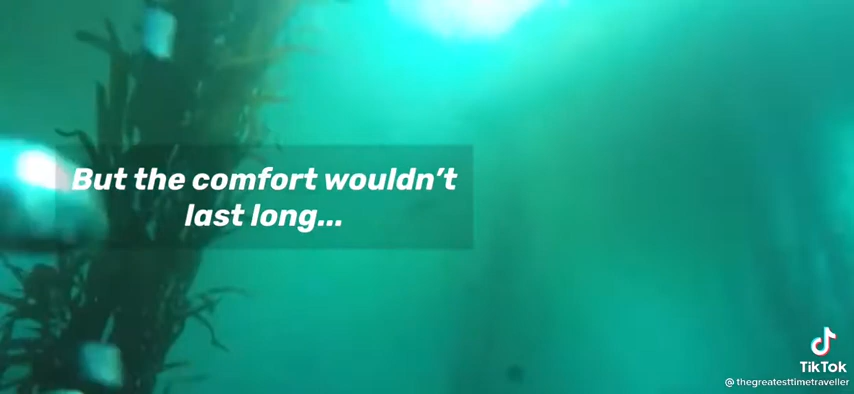 But the comfort wouldn't
last long...
TikTok
@ thegreatesttimetraveller